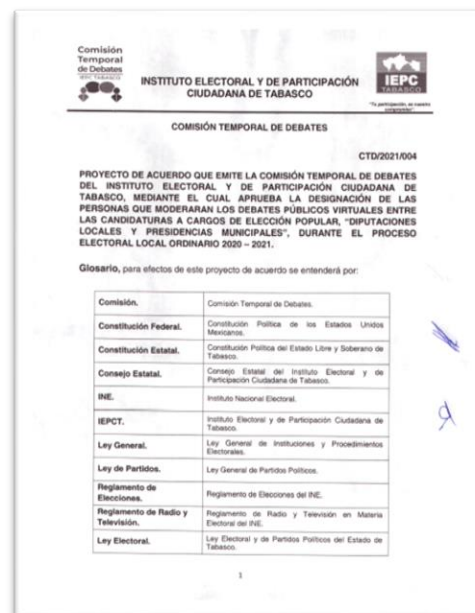 Comisión
Temporal
de Debates
IEPC TABASCO
INSTITUTO ELECTORAL Y DE PARTICIPACIÓN
CIUDADANA DE TABASCO
IEPC
TABASCO
"Tu participación, es nuestro
compromiso"
COMISIÓN TEMPORAL DE DEBATES
CTD/2021/004
PROYECTO DE ACUERDO QUE EMITE LA COMISIÓN TEMPORAL DE DEBATES
DEL INSTITUTO ELECTORAL Y DE PARTICIPACIÓN CIUDADANA DE
TABASCO, MEDIANTE EL CUAL APRUEBA LA DESIGNACIÓN DE LAS
PERSONAS QUE MODERARAN LOS DEBATES PÚBLICOS VIRTUALES ENTRE
LAS CANDIDATURAS A CARGOS DE ELECCIÓN POPULAR, "DIPUTACIONES
LOCALES Y PRESIDENCIAS MUNICIPALES", DURANTE EL PROCESO
ELECTORAL LOCAL ORDINARIO 2020 – 2021.
Glosario, para efectos de este proyecto de acuerdo se entenderá por:
Comisión. Comisión Temporal de Debates.
Constitución Federal. Constitución Política de los Estados Unidos
Mexicanos.
Constitución Estatal. Constitución Política del Estado Libre y Soberano de
Tabasco.
Consejo Estatal. Consejo Estatal del Instituto Electoral y de
Participación Ciudadana de Tabasco.
INE. Instituto Nacional Electoral.
IEPCT. Instituto Electoral y de Participación Ciudadana de
Tabasco.
Ley General. Ley General de Instituciones y Procedimientos
Electorales.
Ley de Partidos. Ley General de Partidos Políticos.
Reglamento de
Elecciones. Reglamento de Elecciones del INE.
Reglamento de Radio y
Televisión. Reglamento de Radio y Televisión en Materia
Electoral del INE.
Ley Electoral. Ley Electoral y de Partidos Políticos del Estado de
Tabasco.
1